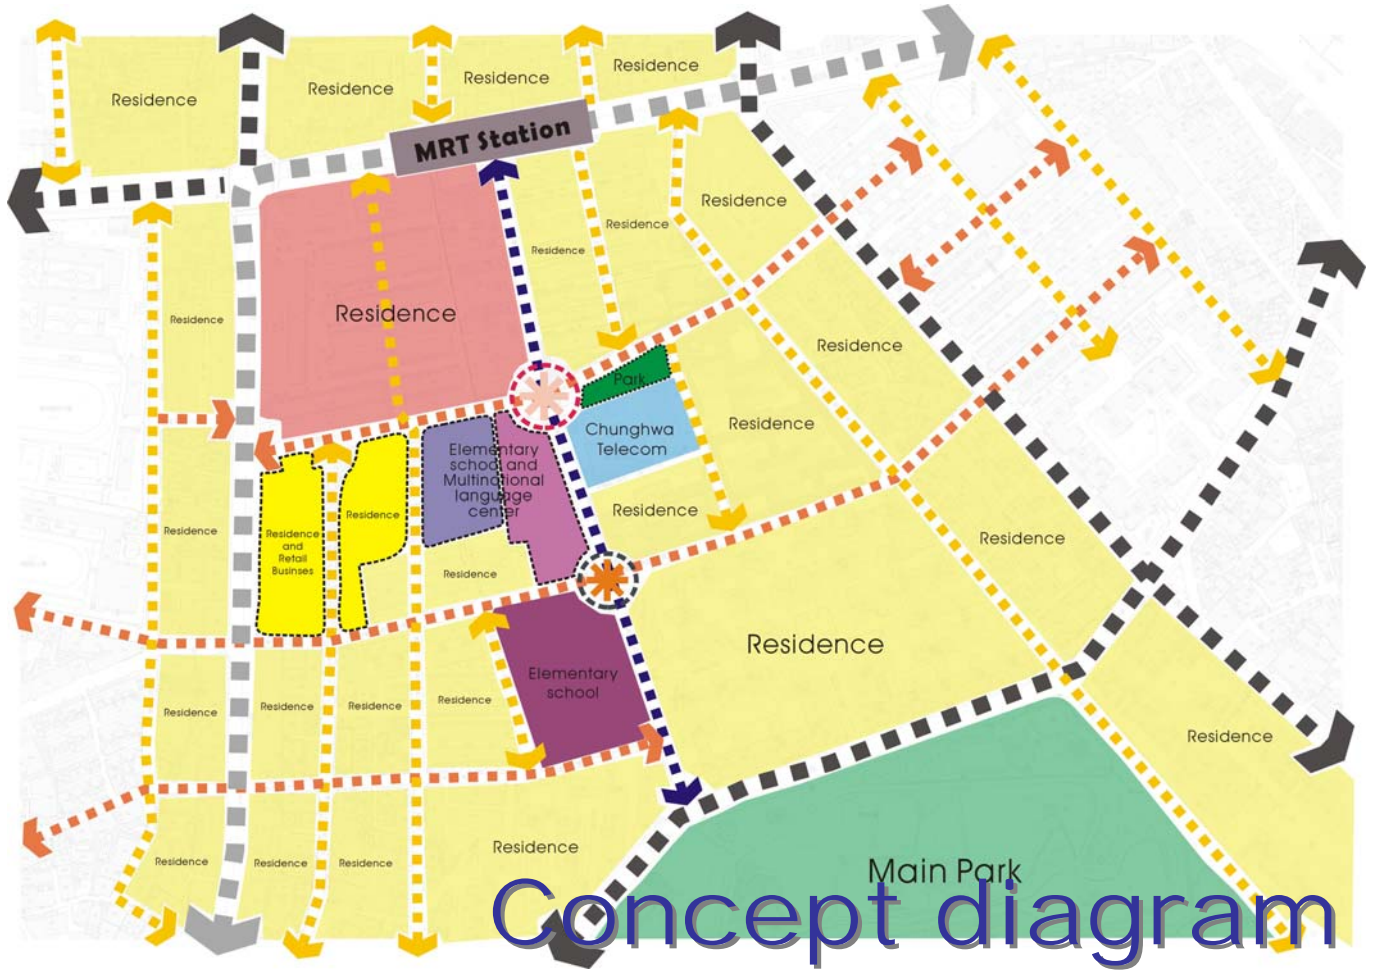 Residence
Residence
Residence
Residence
MRT Station
Residence
Residence
Residence
Residence
Residence
Residence
Park
Chunghwa
Telecom
Residence
Elementary
school and
Multinational
language
center
Residence
Residence
Residence
Residence
and
Retail
Businses
Residence
Residence
Residence
Residence
Elementary
school
Residence
Residence
Residence
Residence
Residence
Residence
Residence
Residence
Residence
Main Park
Concept diagram